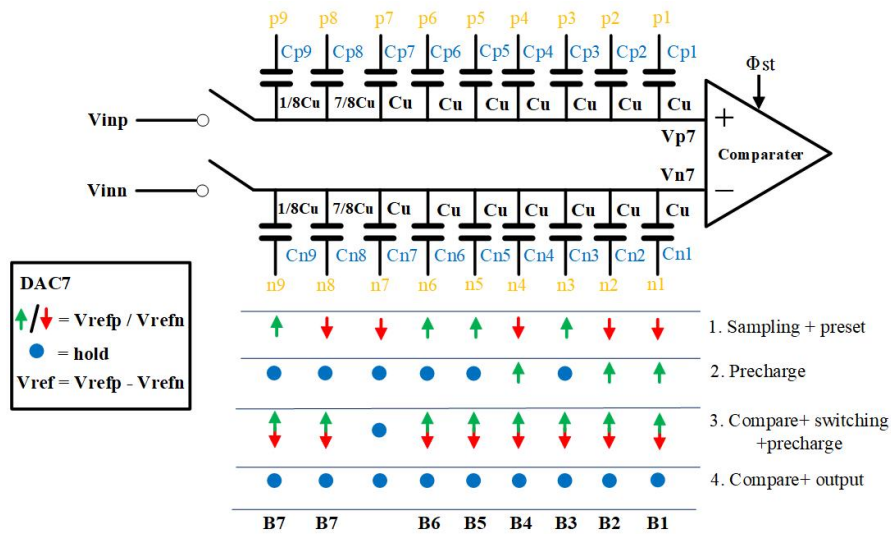 p9 p8 p7 p6 p5 p4 p3 p2 p1
Cp9 Cp8 Cp7 Cp6 Cp5 Cp4 Cp3 Cp2 Cp1
Φst
1/8Cu 7/8Cu Cu Cu Cu Cu Cu Cu Cu
Vinp
Vp7
+
Comparater
Vinn
Vn7
−
1/8Cu 7/8Cu Cu Cu Cu Cu Cu Cu Cu
Cn9 Cn8 Cn7 Cn6 Cn5 Cn4 Cn3 Cn2 Cn1
n9 n8 n7 n6 n5 n4 n3 n2 n1
DAC7
/ = Vrefp / Vrefn
= hold
Vref = Vrefp - Vrefn
1. Sampling + preset
2. Precharge
3. Compare+ switching
+precharge
4. Compare+ output
B7 B7 B6 B5 B4 B3 B2 B1